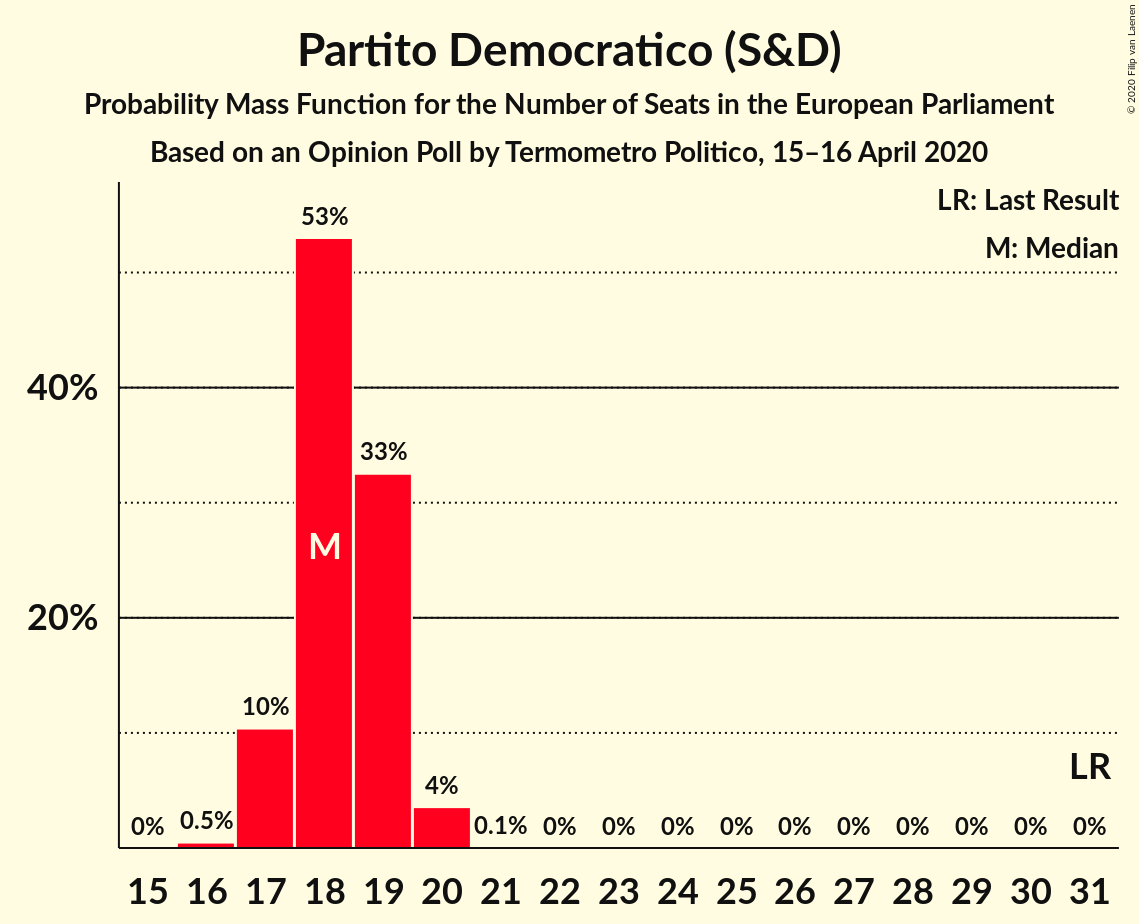 Partito Democratico (S&D)
Probability Mass Function for the Number of Seats in the European Parliament
Based on an Opinion Poll by Termometro Politico, 15–16 April 2020
© 2020 Filip van Laenen
LR: Last Result
M: Median
53%
40%
33%
M
20%
10%
LR
4%
0% 0.5% 0.1% 0% 0% 0% 0% 0% 0% 0% 0% 0% 0%
15 16 17 18 19 20 21 22 23 24 25 26 27 28 29 30 31